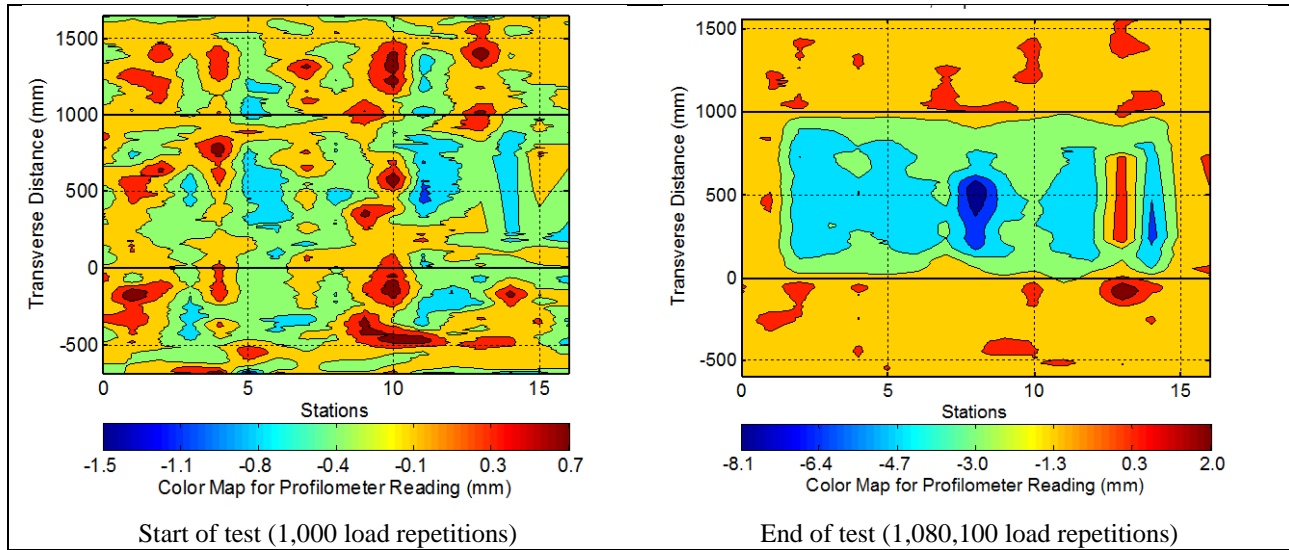 1500
1000
500
0
-500
Transverse Distance (mm)
0 5 10 15
Stations
-1.5 -1.1 -0.8 -0.4 -0.1 0.3 0.7
Color Map for Profilometer Reading (mm)
Start of test (1,000 load repetitions)
1500
1000
500
0
-500
Transverse Distance (mm)
0 5 10 15
Stations
-8.1 -6.4 -4.7 -3.0 -1.3 0.3 2.0
Color Map for Profilometer Reading (mm)
End of test (1,080,100 load repetitions)